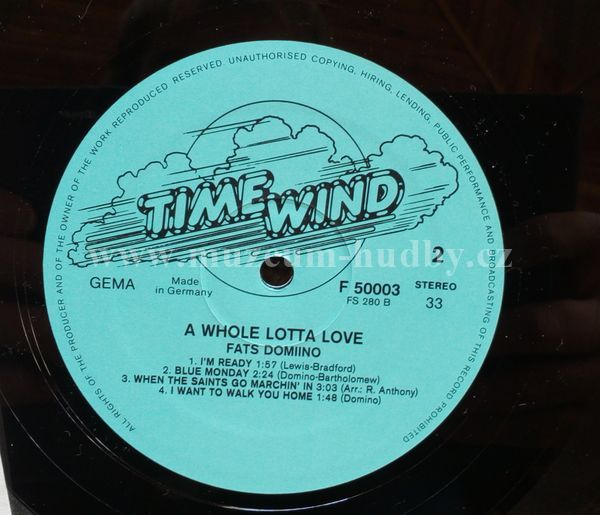 ALL RIGHTS OF THE PRODUCER AND OF THE OWNER OF THE WORK REPRODUCED RESERVED. UNAUTHORISED COPYING, HIRING, LENDING, PUBLIC PERFORMANCE AND BROADCASTING OF THIS RECORD PROHIBITED
TIME WIND
www.muzeum-hudby.cz
2
GEMA Made in Germany F 50003 STEREO
FS 280 B 33
A WHOLE LOTTA LOVE
FATS DOMIINO
1. I'M READY 1:57 (Lewis-Bradford)
2. BLUE MONDAY 2:24 (Domino-Bartholomew)
3. WHEN THE SAINTS GO MARCHIN' IN 3:03 (Arr.: R. Anthony)
4. I WANT TO WALK YOU HOME 1:48 (Domino)